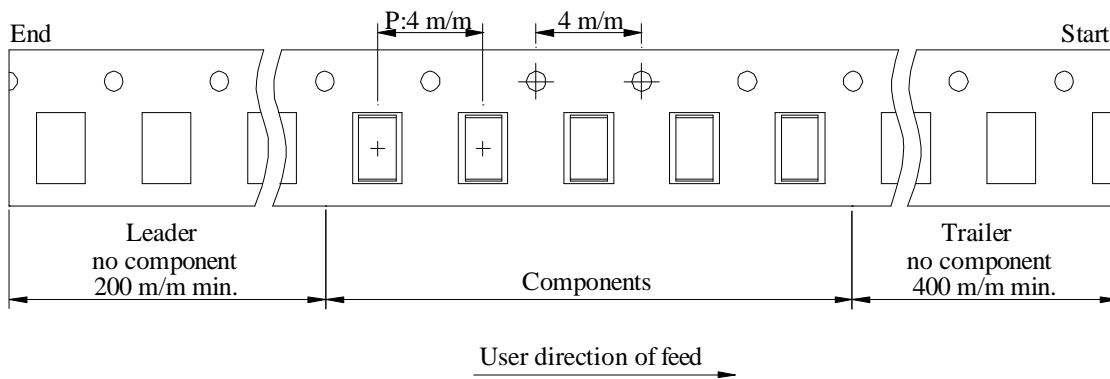 P:4 m/m
4 m/m
End
Start
Leader
no component
200 m/m min.
Components
Trailer
no component
400 m/m min.
User direction of feed